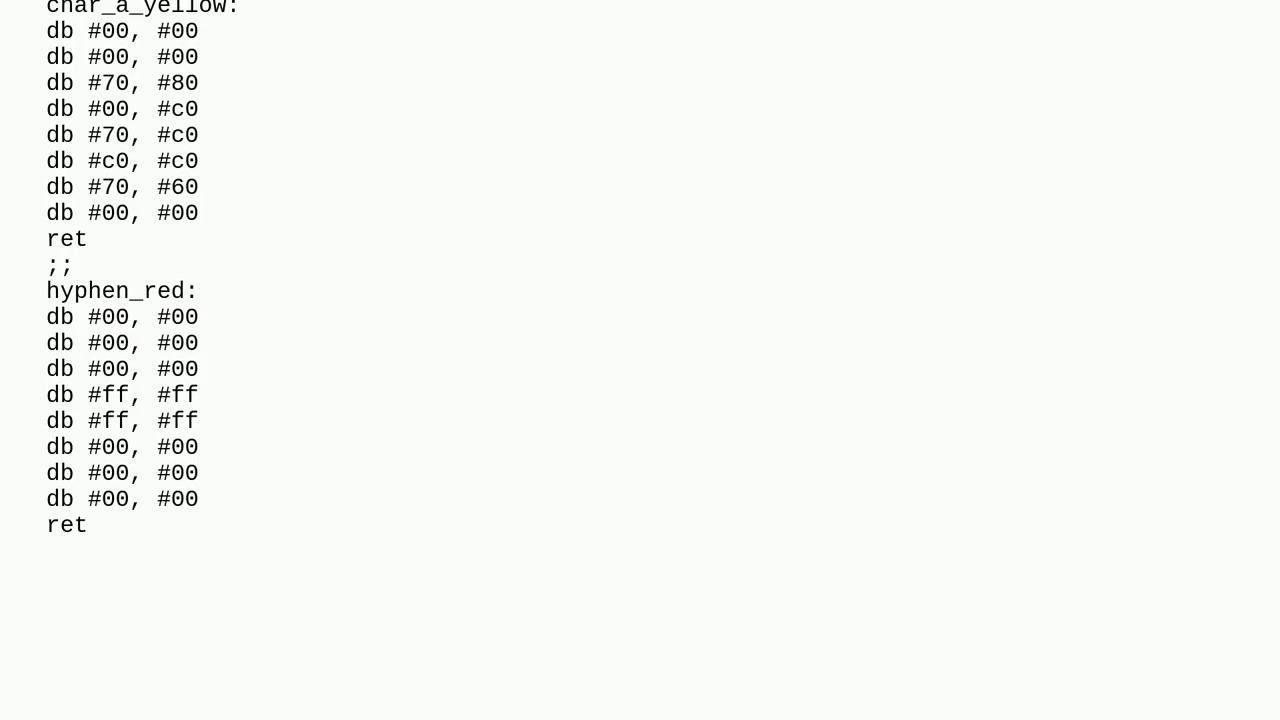 char_a_yellow:
db #00, #00
db #00, #00
db #70, #80
db #00, #c0
db #70, #c0
db #c0, #c0
db #70, #60
db #00, #00
ret
;;
hyphen_red:
db #00, #00
db #00, #00
db #00, #00
db #ff, #ff
db #ff, #ff
db #00, #00
db #00, #00
db #00, #00
ret